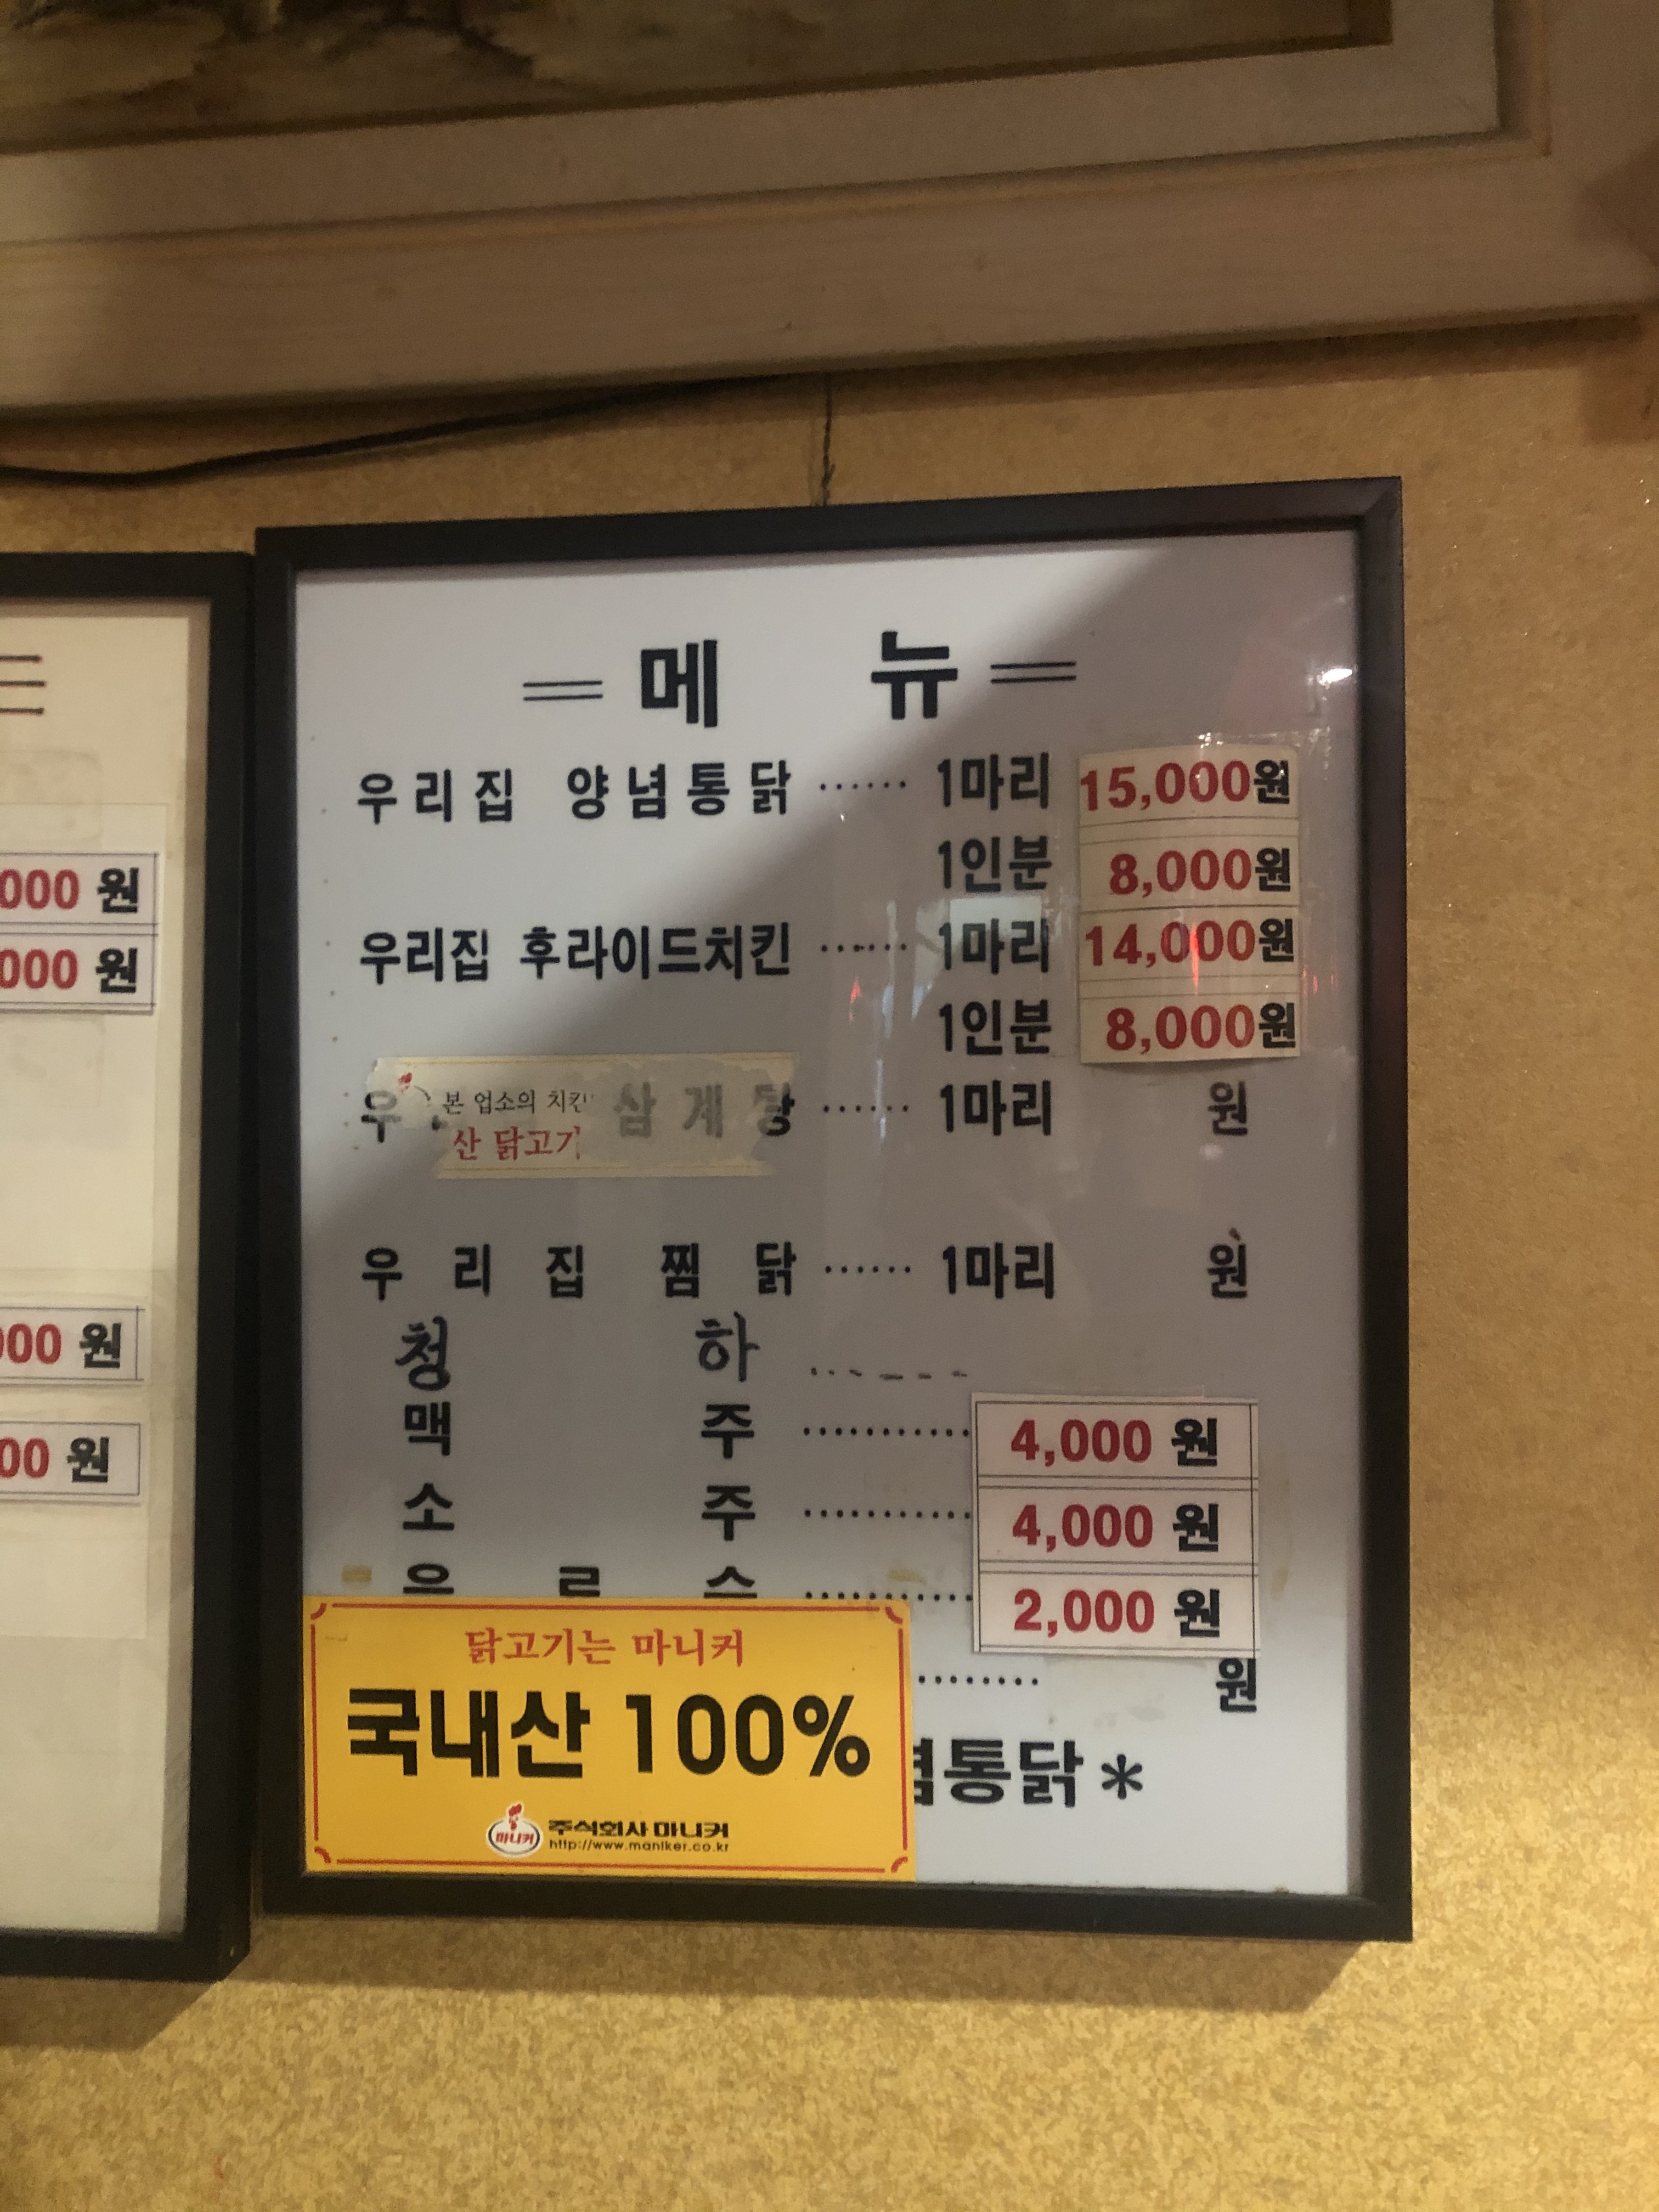 메 뉴
우리집 양념통닭 ······ 1마리 15,000원
1인분 8,000원
우리집 후라이드치킨 ······ 1마리 14,000원
1인분 8,000원
삼계탕 ······ 1마리 원
본 업소의 치킨
산 닭고기
우리집 찜닭 ······ 1마리 원
청하
맥주 ············ 4,000 원
소주 ············ 4,000 원
2,000 원
원
통닭*
닭고기는 마니커
국내산 100%
마니커 주식회사 마니커
http://www.maniker.co.kr
000 원
000 원
000 원
00 원